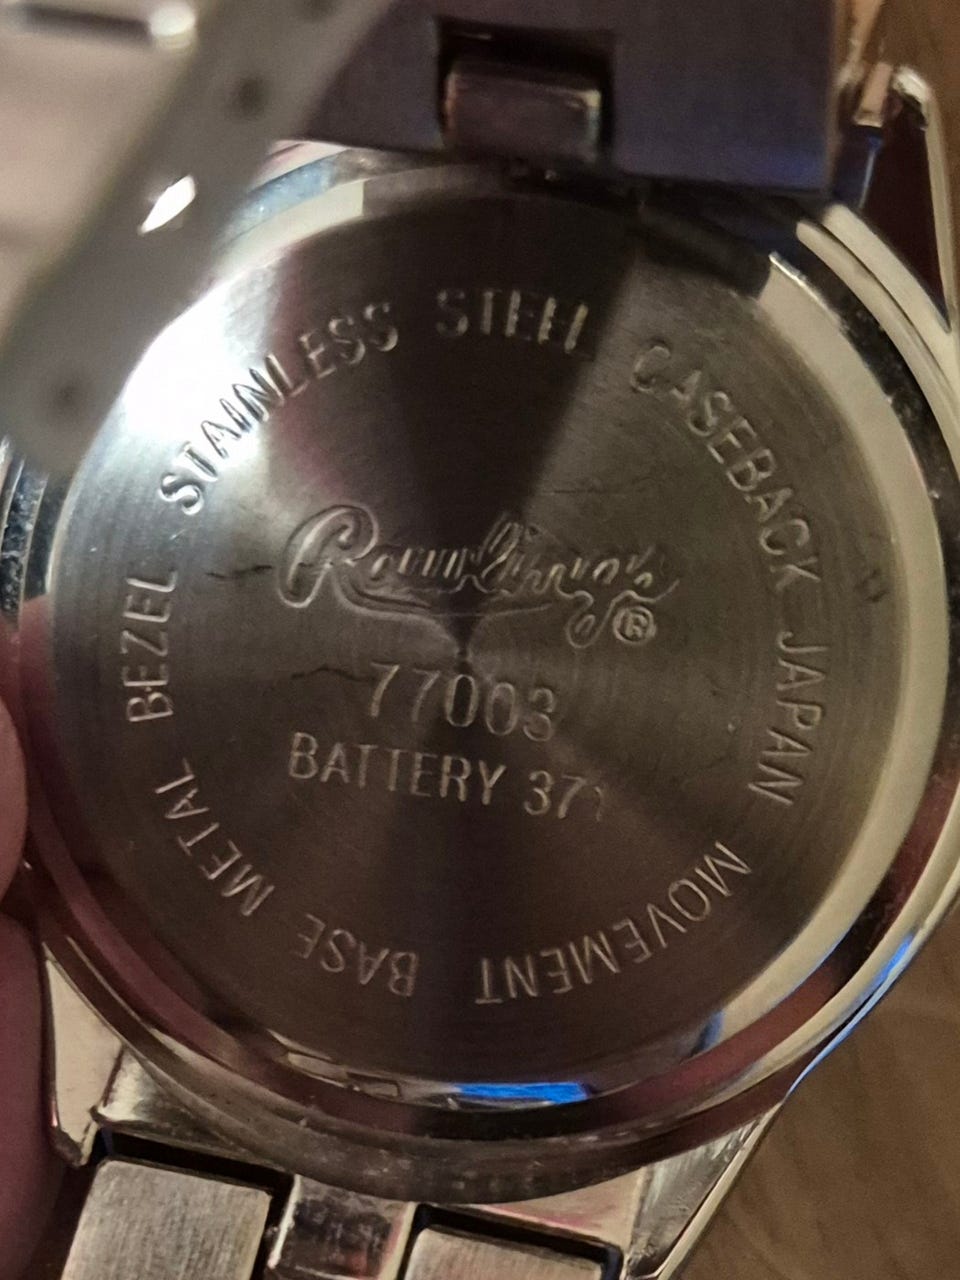 STAINLESS STEEL CASEBACK JAPAN MOVEMENT BASE METAL BEZEL
Rawlings®
77003
BATTERY 371